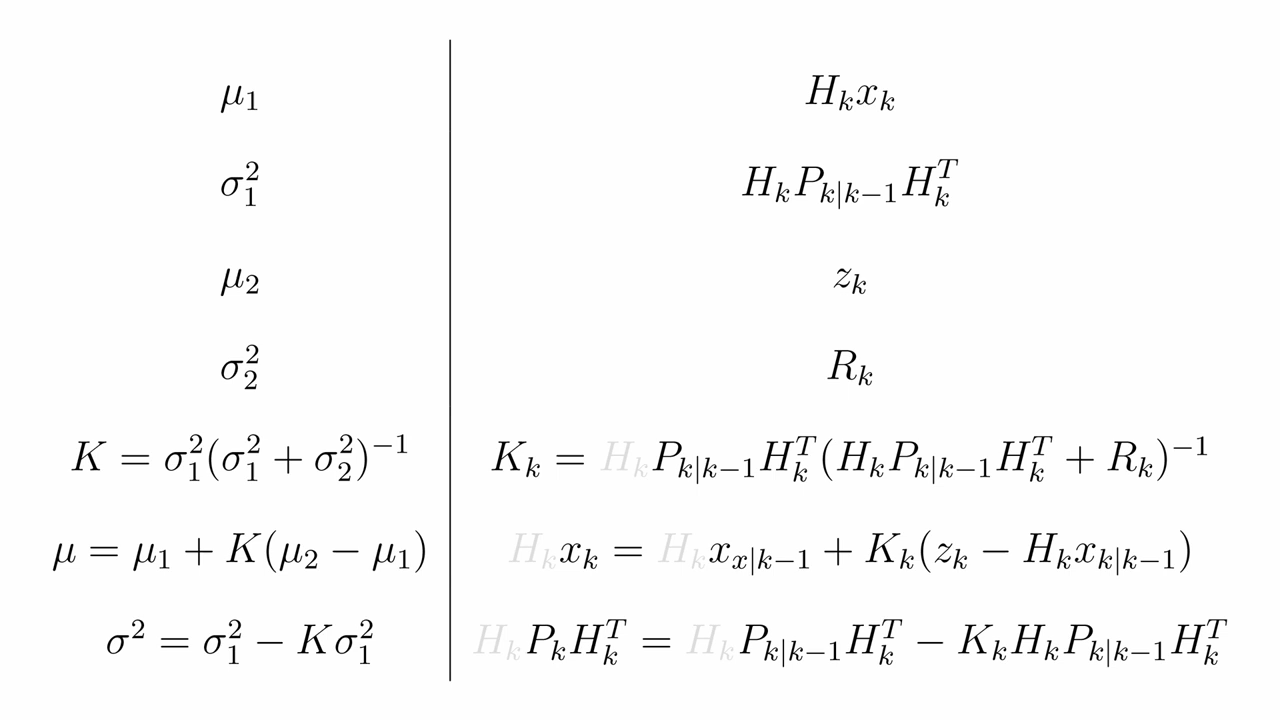 μ₁ H_k x_k
σ₁² H_k P_{k|k−1} H_k^T
μ₂ z_k
σ₂² R_k
K = σ₁²(σ₁² + σ₂²)⁻¹ K_k = H_k P_{k|k−1} H_k^T (H_k P_{k|k−1} H_k^T + R_k)⁻¹
μ = μ₁ + K(μ₂ − μ₁) H_k x_k = H_k x_{x|k−1} + K_k(z_k − H_k x_{k|k−1})
σ² = σ₁² − Kσ₁² H_k P_k H_k^T = H_k P_{k|k−1} H_k^T − K_k H_k P_{k|k−1} H_k^T